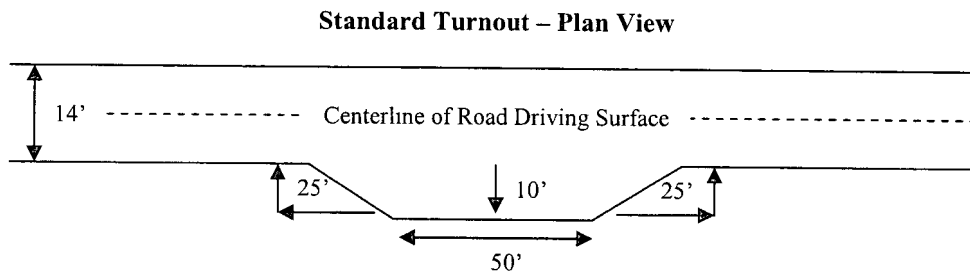 Standard Turnout – Plan View
14'
Centerline of Road Driving Surface
25'
10'
25'
50'